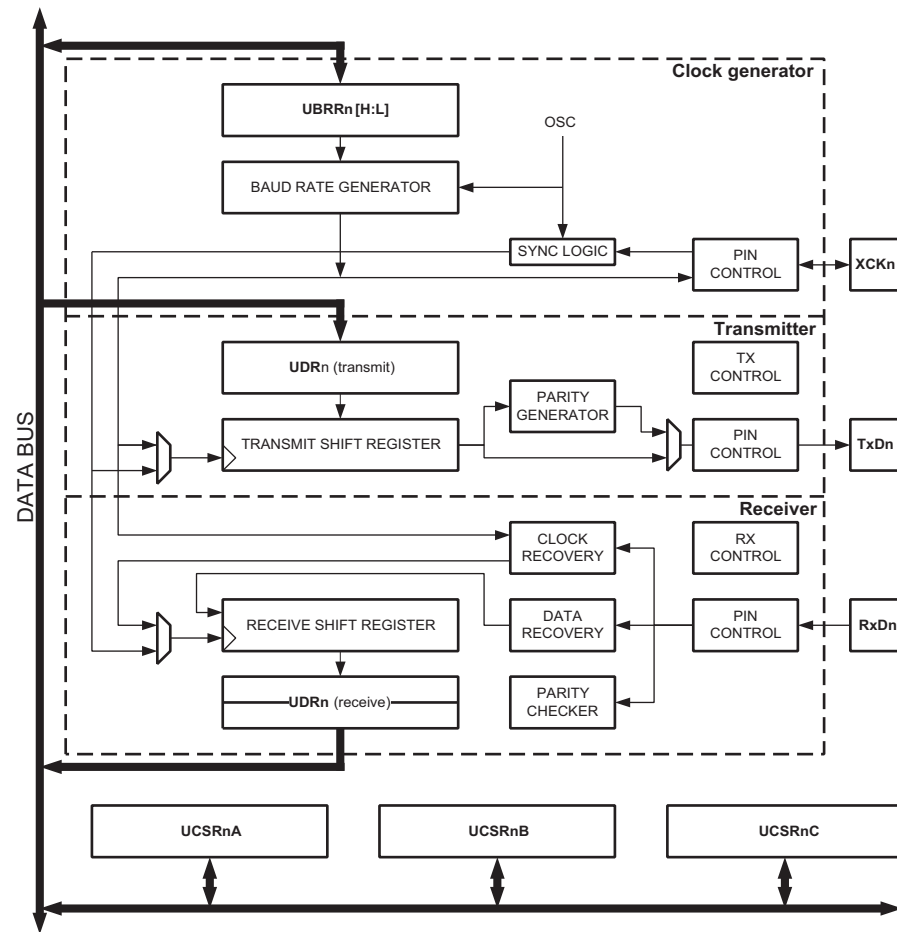 Clock generator
UBRRn [H:L]
OSC
BAUD RATE GENERATOR
SYNC LOGIC
PIN
CONTROL
XCKn
Transmitter
UDRn (transmit)
TX
CONTROL
PARITY
GENERATOR
TRANSMIT SHIFT REGISTER
PIN
CONTROL
TxDn
DATA BUS
Receiver
CLOCK
RECOVERY
RX
CONTROL
RECEIVE SHIFT REGISTER
DATA
RECOVERY
PIN
CONTROL
RxDn
UDRn (receive)
PARITY
CHECKER
UCSRnA
UCSRnB
UCSRnC